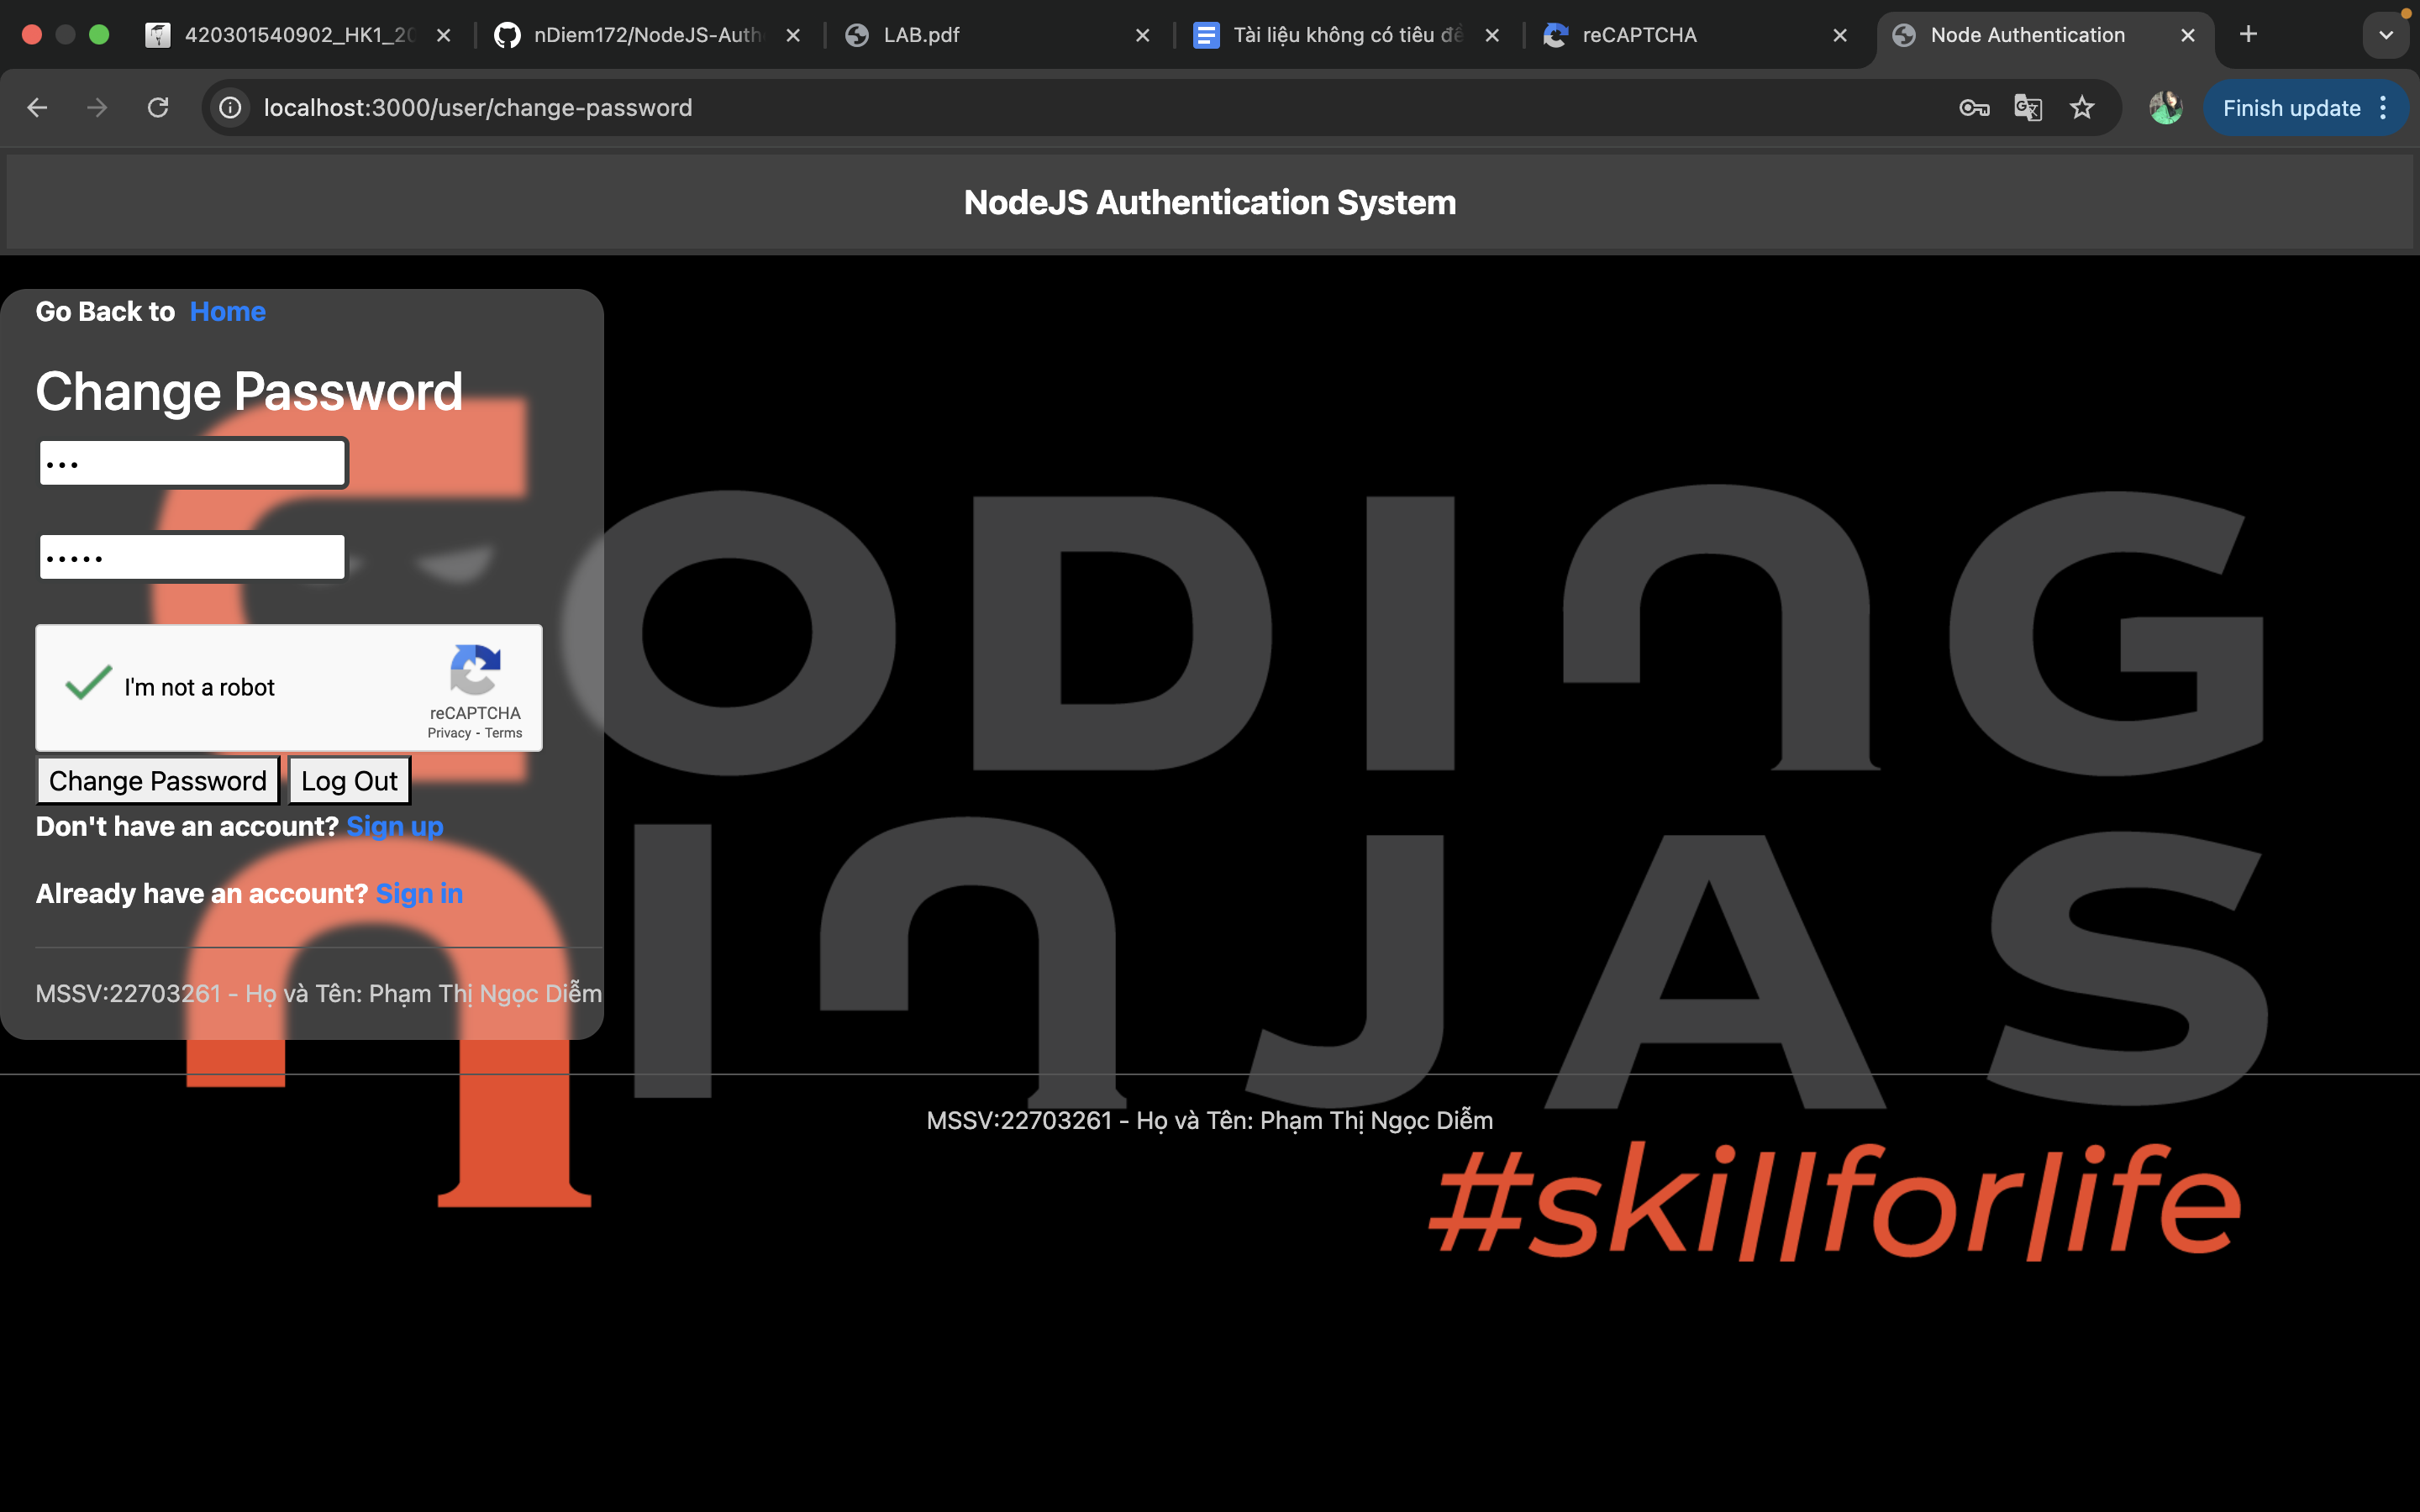 420301540902_HK1_20
nDiem172/NodeJS-Auth
LAB.pdf
Tài liệu không có tiêu đề
reCAPTCHA
Node Authentication
localhost:3000/user/change-password
Finish update
NodeJS Authentication System
Go Back to Home
Change Password
•••
•••••
I'm not a robot
reCAPTCHA
Privacy - Terms
Change Password Log Out
Don't have an account? Sign up
Already have an account? Sign in
MSSV:22703261 - Họ và Tên: Phạm Thị Ngọc Diễm
CODING
NINJAS
MSSV:22703261 - Họ và Tên: Phạm Thị Ngọc Diễm
#skillforlife